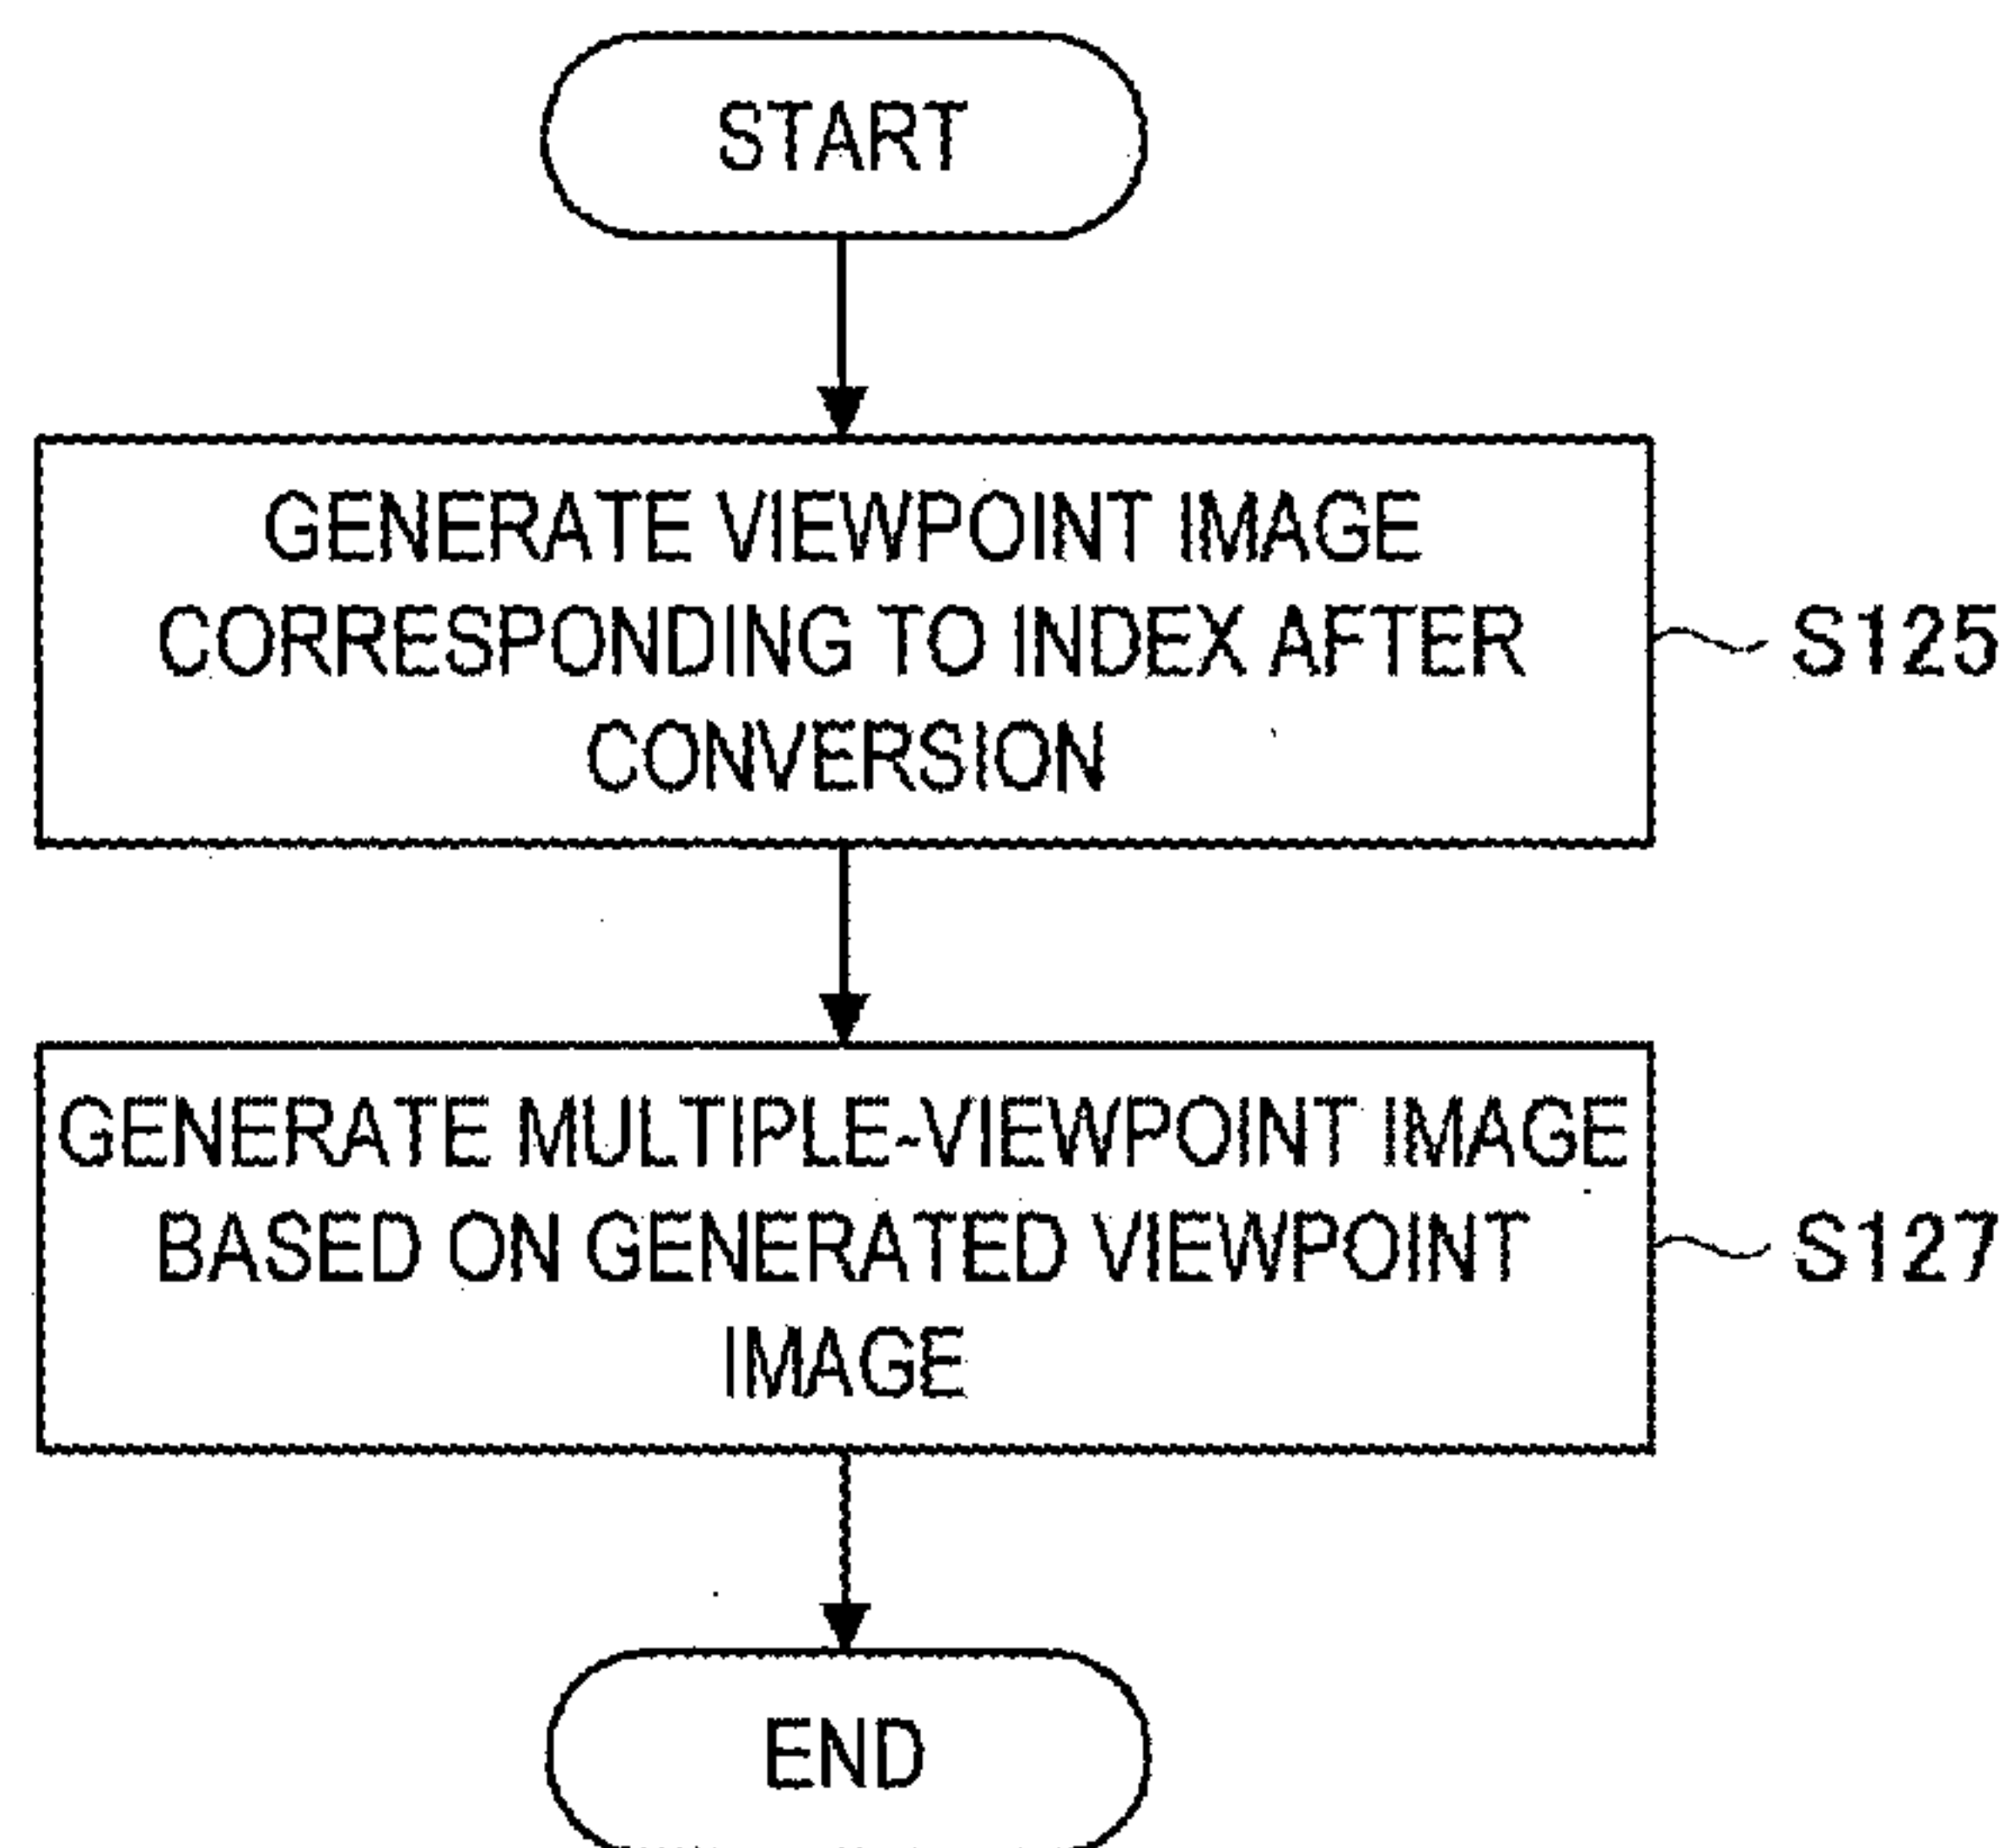 START
GENERATE VIEWPOINT IMAGE
CORRESPONDING TO INDEX AFTER
CONVERSION
S125
GENERATE MULTIPLE-VIEWPOINT IMAGE
BASED ON GENERATED VIEWPOINT
IMAGE
S127
END